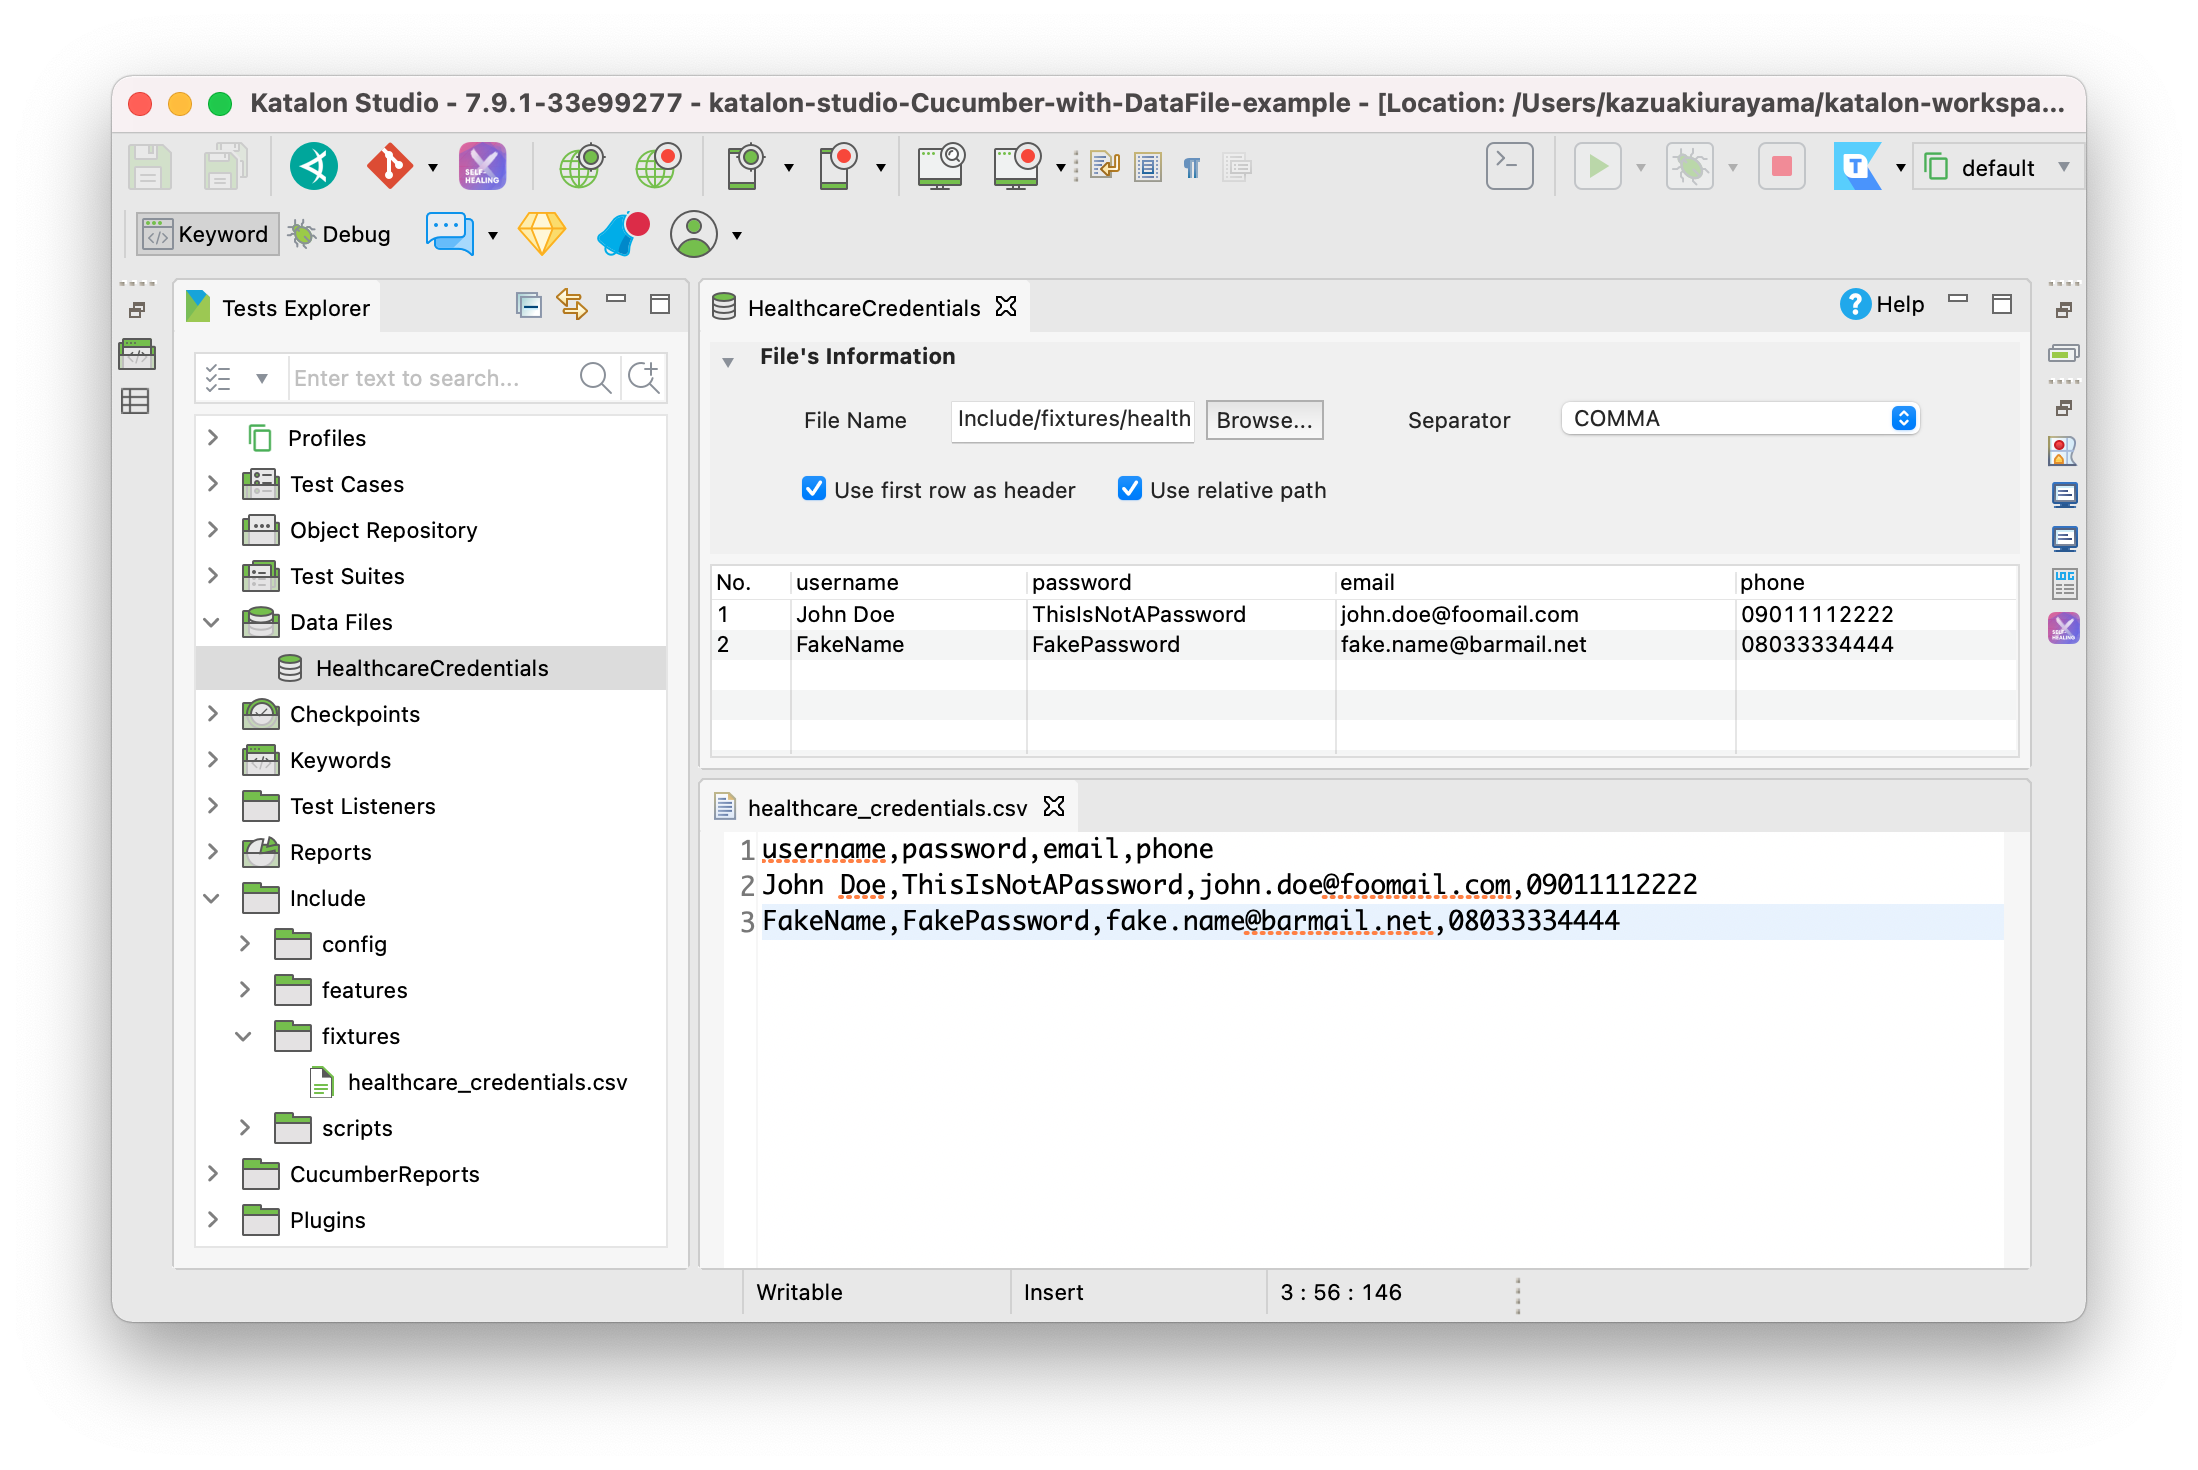 Katalon Studio - 7.9.1-33e99277 - katalon-studio-Cucumber-with-DataFile-example - [Location: /Users/kazuakiurayama/katalon-workspa...
SELF-HEALING
T
default
Keyword
Debug
Tests Explorer
Enter text to search...
Profiles
Test Cases
Object Repository
Test Suites
Data Files
HealthcareCredentials
Checkpoints
Keywords
Test Listeners
Reports
Include
config
features
fixtures
healthcare_credentials.csv
scripts
CucumberReports
Plugins
HealthcareCredentials
? Help
File's Information
File Name Include/fixtures/health Browse... Separator COMMA
Use first row as header Use relative path
No. username password email phone
1 John Doe ThisIsNotAPassword john.doe@foomail.com 09011112222
2 FakeName FakePassword fake.name@barmail.net 08033334444
LOG
SELF-HEALING
healthcare_credentials.csv
1 username,password,email,phone
2 John Doe,ThisIsNotAPassword,john.doe@foomail.com,09011112222
3 FakeName,FakePassword,fake.name@barmail.net,08033334444
Writable Insert 3 : 56 : 146